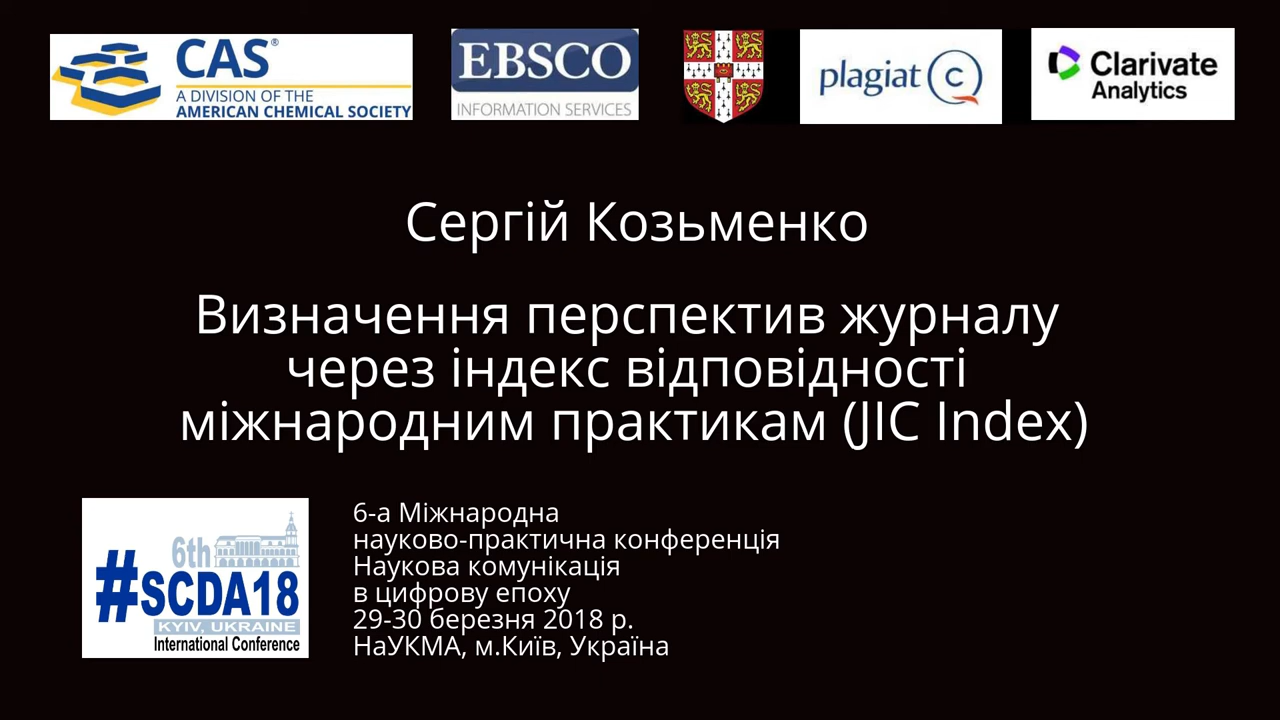 CAS®
A DIVISION OF THE
AMERICAN CHEMICAL SOCIETY
EBSCO
INFORMATION SERVICES
plagiat c
Clarivate
Analytics
Сергій Козьменко
Визначення перспектив журналу
через індекс відповідності
міжнародним практикам (JIC Index)
6th
#SCDA18
KYIV, UKRAINE
International Conference
6-а Міжнародна
науково-практична конференція
Наукова комунікація
в цифрову епоху
29-30 березня 2018 р.
НаУКМА, м.Київ, Україна